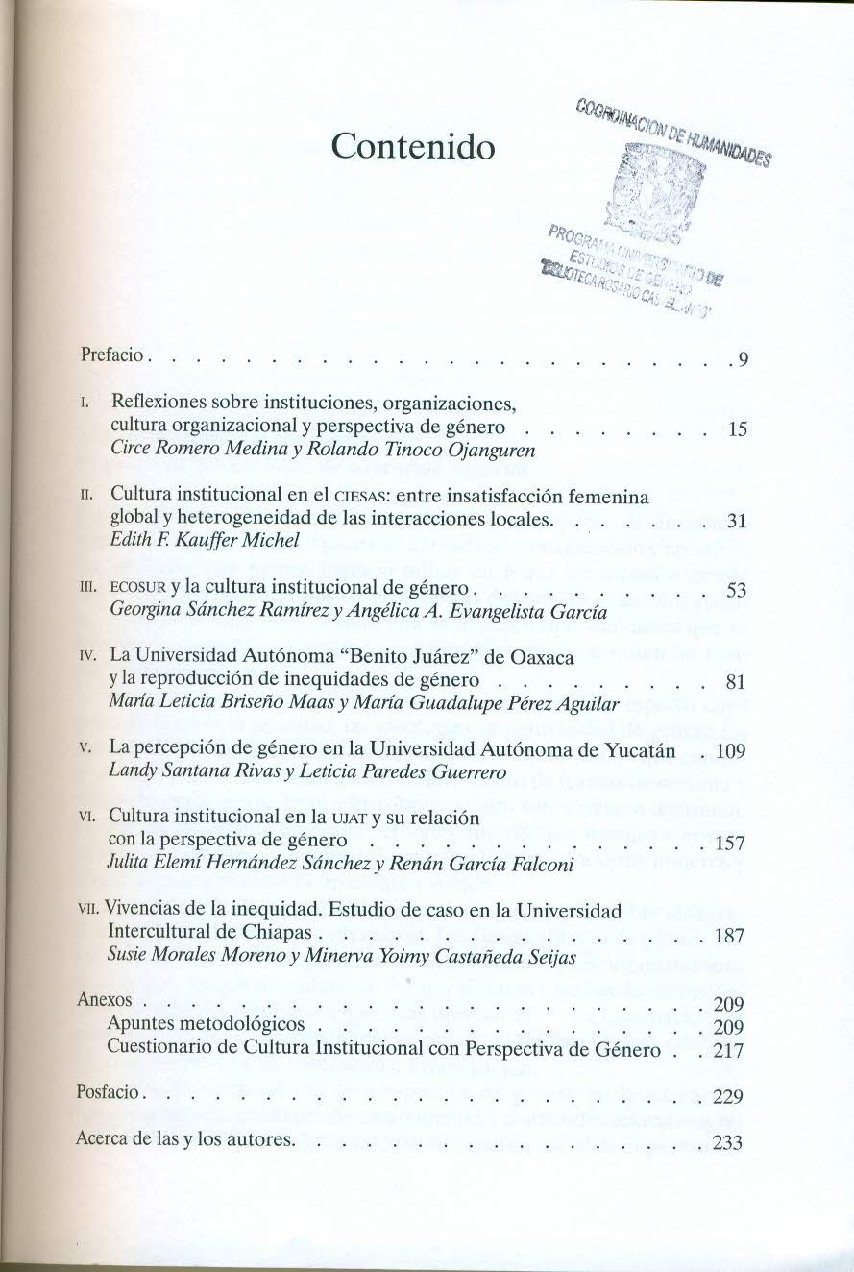 Contenido
COORDINACION DE HUMANIDADES
PROGRAMA UNIVERSITARIO DE
ESTUDIOS DE GENERO
Prefacio . . . . . . . . . . . . . . . . . . . . . . . 9
I. Reflexiones sobre instituciones, organizaciones,
cultura organizacional y perspectiva de género . . . . . . . . 15
Circe Romero Medina y Rolando Tinoco Ojanguren
II. Cultura institucional en el CIESAS: entre insatisfacción femenina
global y heterogeneidad de las interacciones locales. . . . . . . 31
Edith F. Kauffer Michel
III. ECOSUR y la cultura institucional de género . . . . . . . . . . 53
Georgina Sánchez Ramírez y Angélica A. Evangelista García
IV. La Universidad Autónoma “Benito Juárez” de Oaxaca
y la reproducción de inequidades de género . . . . . . . . . 81
María Leticia Briseño Maas y María Guadalupe Pérez Aguilar
V. La percepción de género en la Universidad Autónoma de Yucatán . 109
Landy Santana Rivas y Leticia Paredes Guerrero
VI. Cultura institucional en la UJAT y su relación
con la perspectiva de género . . . . . . . . . . . . . . 157
Julita Elemí Hernández Sánchez y Renán García Falconi
VII. Vivencias de la inequidad. Estudio de caso en la Universidad
Intercultural de Chiapas . . . . . . . . . . . . . . . . 187
Susie Morales Moreno y Minerva Yoimy Castañeda Seijas
Anexos . . . . . . . . . . . . . . . . . . . . . . . 209
Apuntes metodológicos . . . . . . . . . . . . . . . . 209
Cuestionario de Cultura Institucional con Perspectiva de Género . . 217
Posfacio . . . . . . . . . . . . . . . . . . . . . . . 229
Acerca de las y los autores. . . . . . . . . . . . . . . . . 233